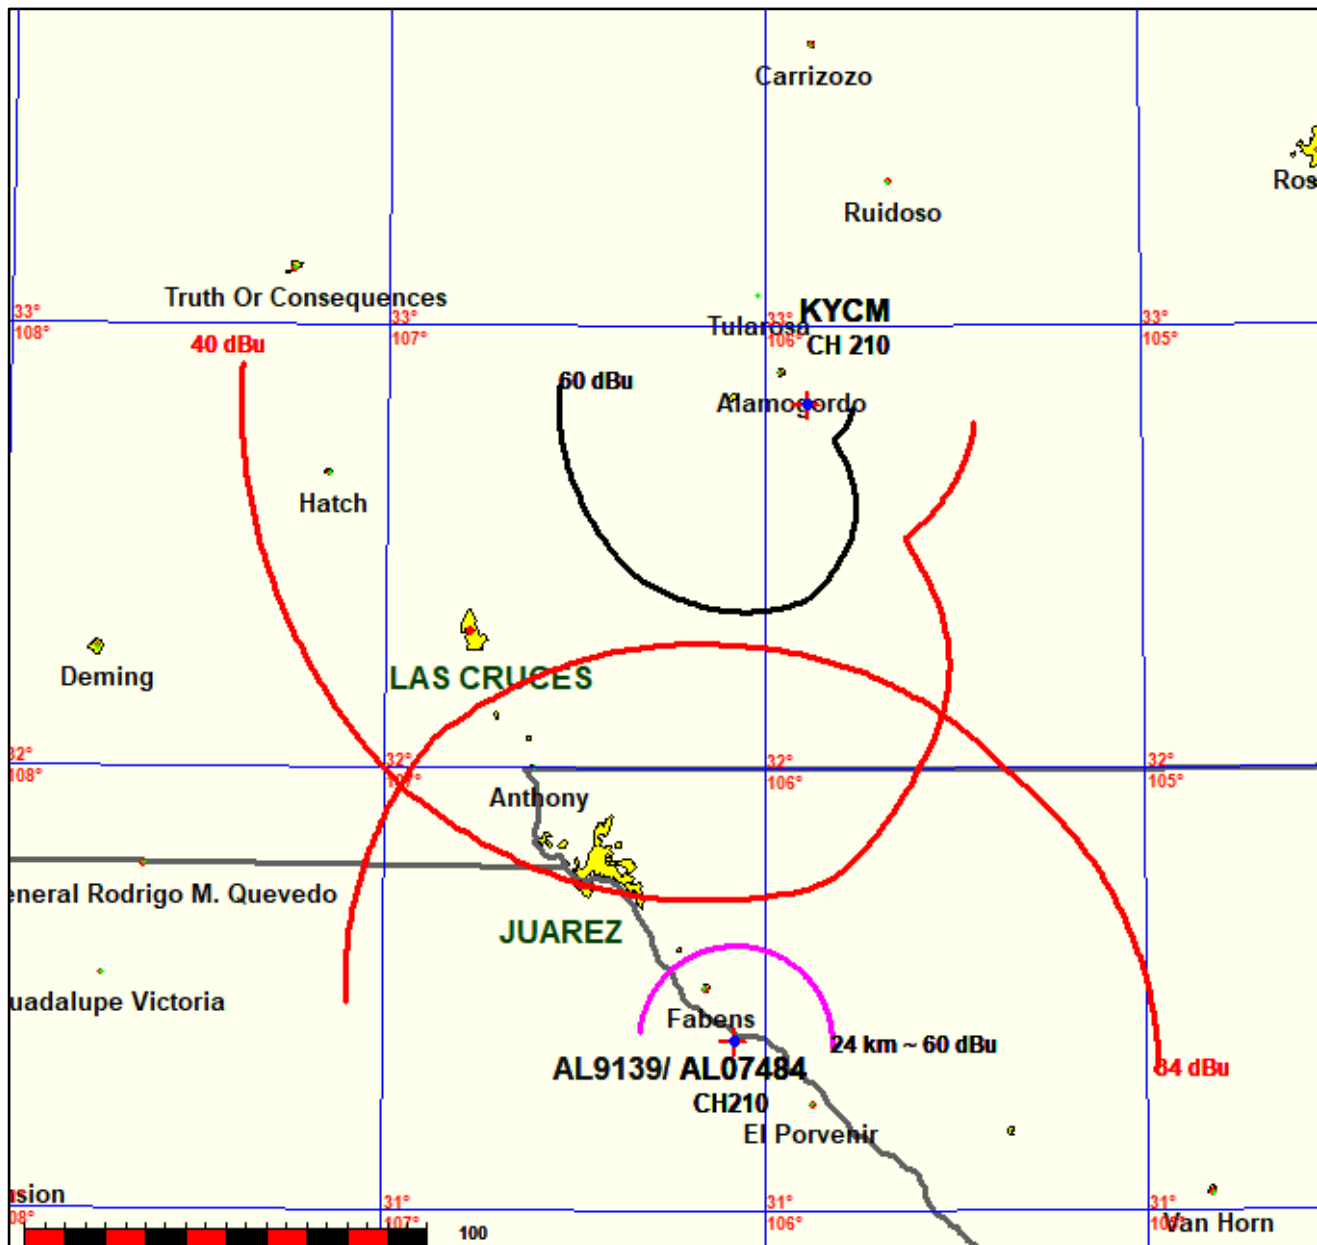 Carrizozo
Ros
Ruidoso
Truth Or Consequences
33°
108°
33°
107°
KYCM
Tularosa
33°
106°
CH 210
33°
105°
40 dBu
60 dBu
Alamogordo
Hatch
Deming
LAS CRUCES
32°
108°
32°
107°
32°
106°
32°
105°
Anthony
eneral Rodrigo M. Quevedo
JUAREZ
uadalupe Victoria
Fabens
24 km ~ 60 dBu
AL9139/ AL07484
34 dBu
CH210
El Porvenir
sion
08°
31°
107°
31°
106°
31°
Van Horn
100